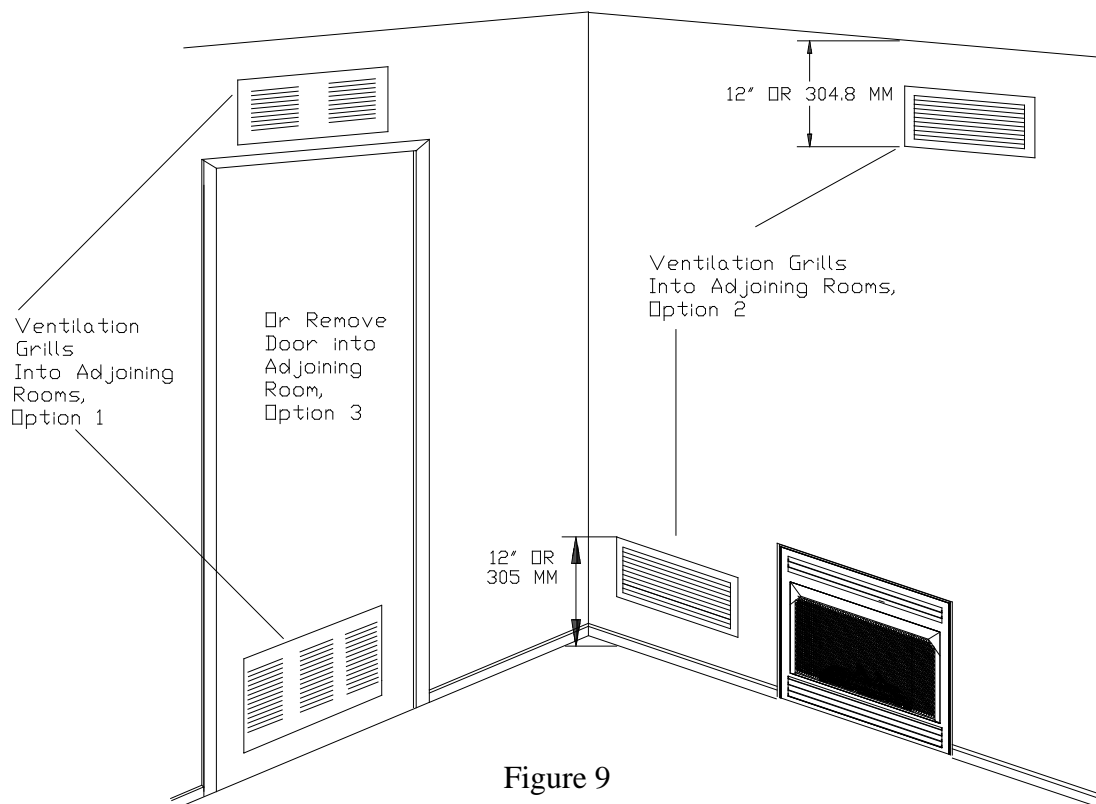 12" OR 304.8 MM
Ventilation Grills
Into Adjoining Rooms,
Option 2
Ventilation
Grills
Into Adjoining
Rooms,
Option 1
Or Remove
Door into
Adjoining
Room,
Option 3
12" OR
305 MM
Figure 9